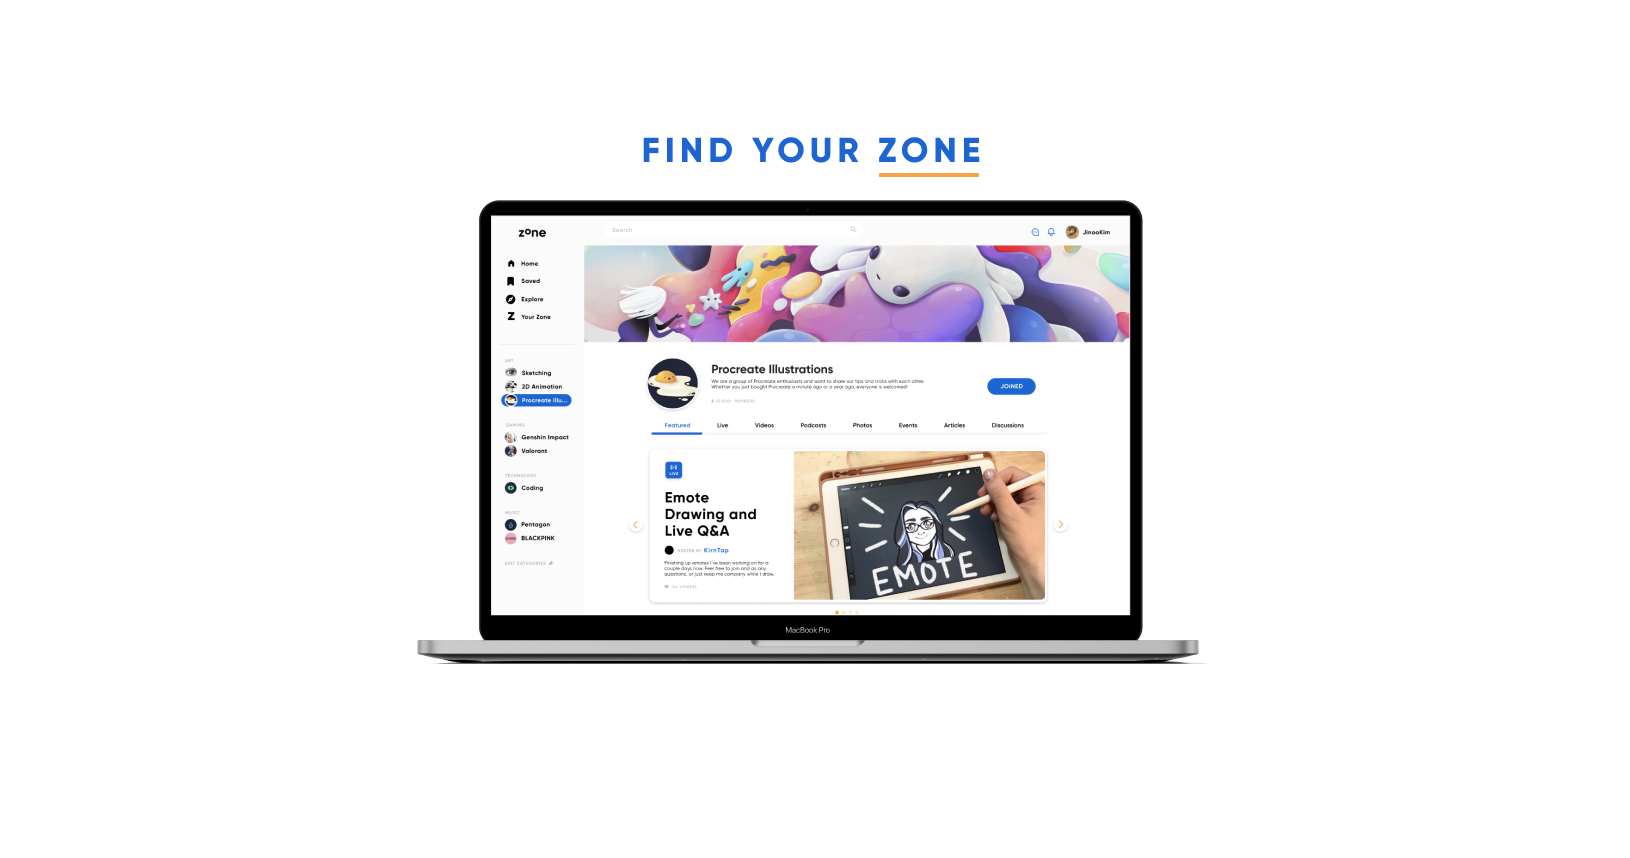 FIND YOUR ZONE
zone
Search
JinooKim
Home
Saved
Explore
Your Zone
ART
Sketching
2D Animation
Procreate Illu...
GAMING
Genshin Impact
Valorant
TECHNOLOGY
Coding
MUSIC
Pentagon
BLACKPINK
EDIT CATEGORIES
Procreate Illustrations
We are a group of Procreate enthusiasts and want to share our tips and tricks with each other.
Whether you just bought Procreate a minute ago or a year ago, everyone is welcomed!
MEMBERS
JOINED
Featured Live Videos Podcasts Photos Events Articles Discussions
LIVE
Emote
Drawing and
Live Q&A
HOSTED BY KirnTap
Finishing up emotes I've been working on for a
couple days now. Feel free to join and as any
questions, or just keep me company while I draw
VIEWERS
EMOTE
MacBook Pro